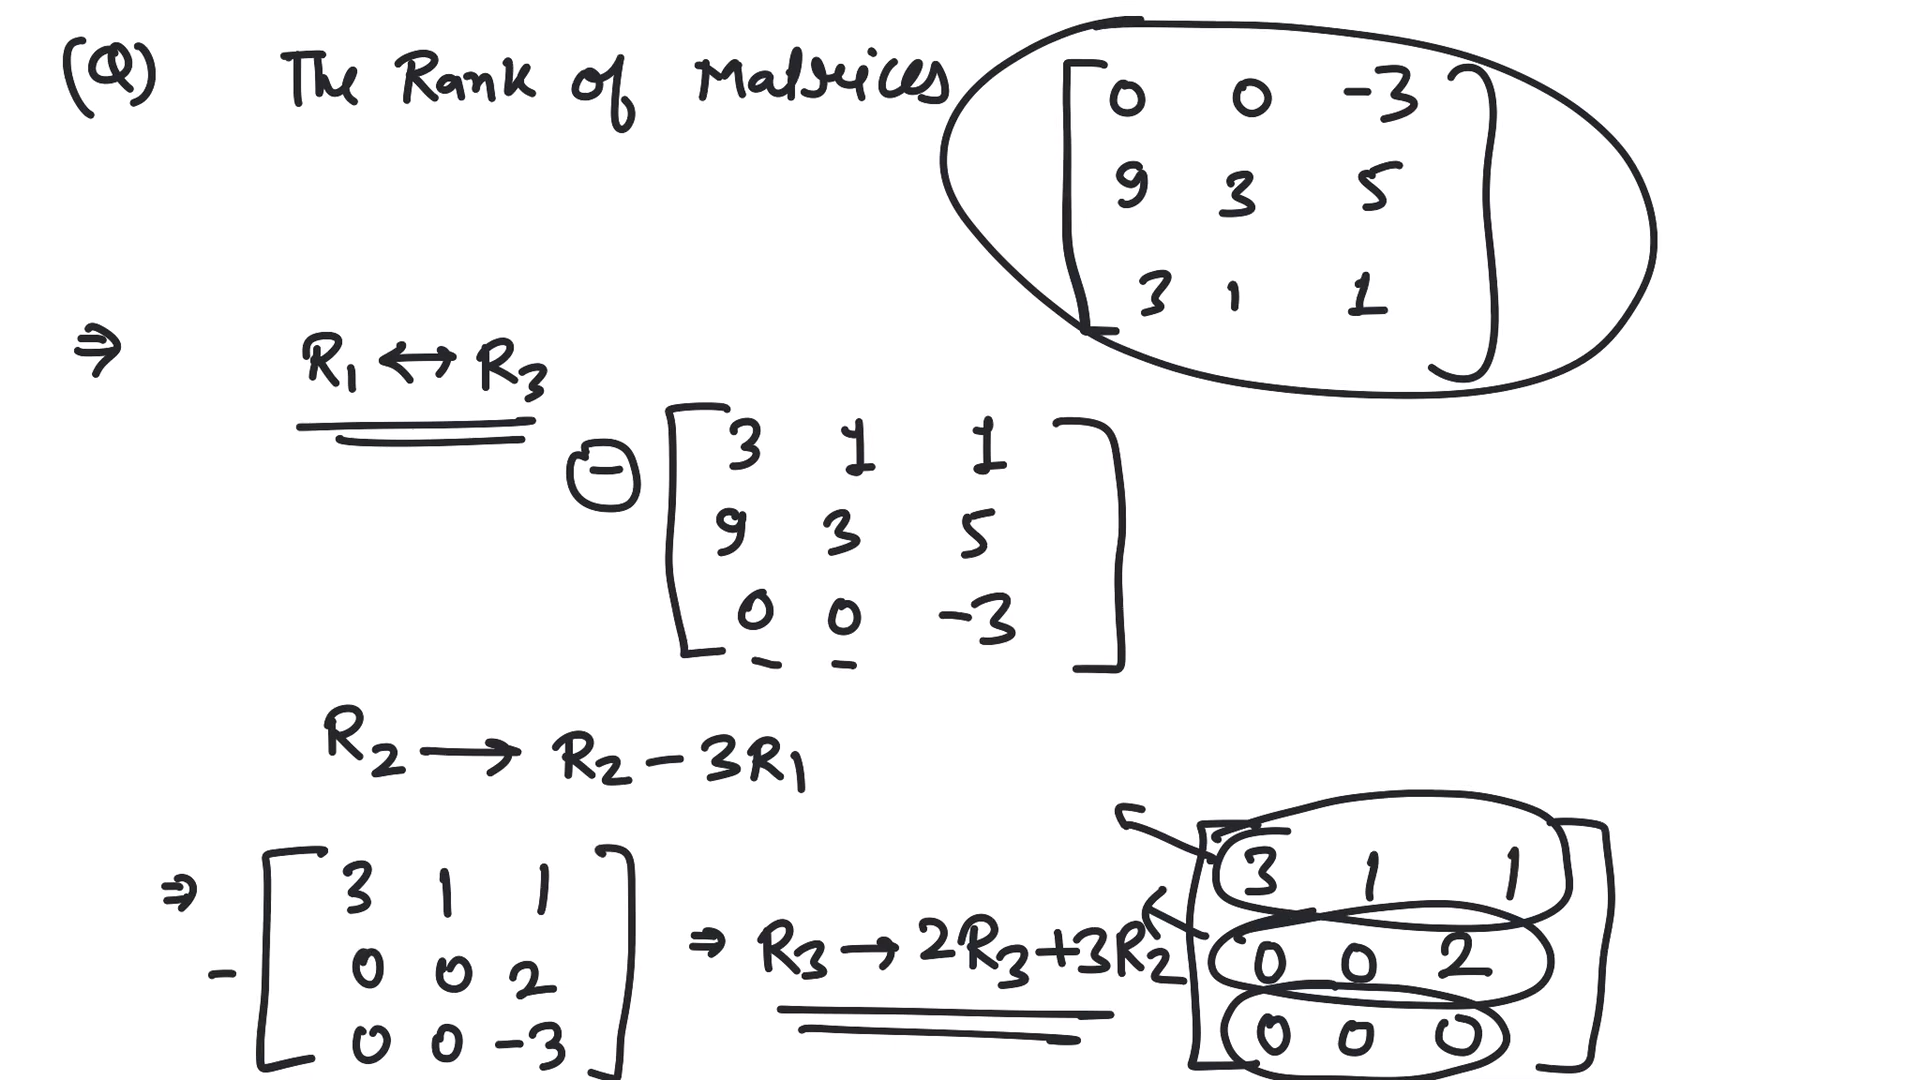 (Q) The Rank of Matrices [ 0 0 -3
9 3 5
3 1 1 ]
⇒ R₁ ↔ R₃
- [ 3 1 1
9 3 5
0 0 -3 ]
R₂ → R₂ - 3R₁
⇒ - [ 3 1 1
0 0 2
0 0 -3 ]
⇒ R₃ → 2R₃ + 3R₂ [ 3 1 1
0 0 2
0 0 0 ]